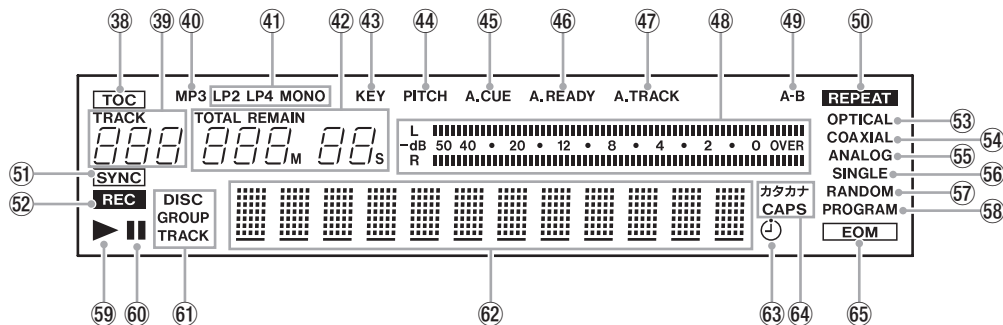 38 39 40 41 42 43 44 45 46 47 48 49 50
TOC MP3 LP2 LP4 MONO KEY PITCH A.CUE A.READY A.TRACK A-B REPEAT
TRACK TOTAL REMAIN
888 888M 88S
L
-dB 50 40 • 20 • 12 • 8 • 4 • 2 • 0 OVER
R
OPTICAL 53
COAXIAL 54
ANALOG 55
SINGLE 56
RANDOM 57
PROGRAM 58
EOM
51 SYNC
52 REC
DISC
GROUP
TRACK
カタカナ
CAPS
59 60 61 62 63 64 65